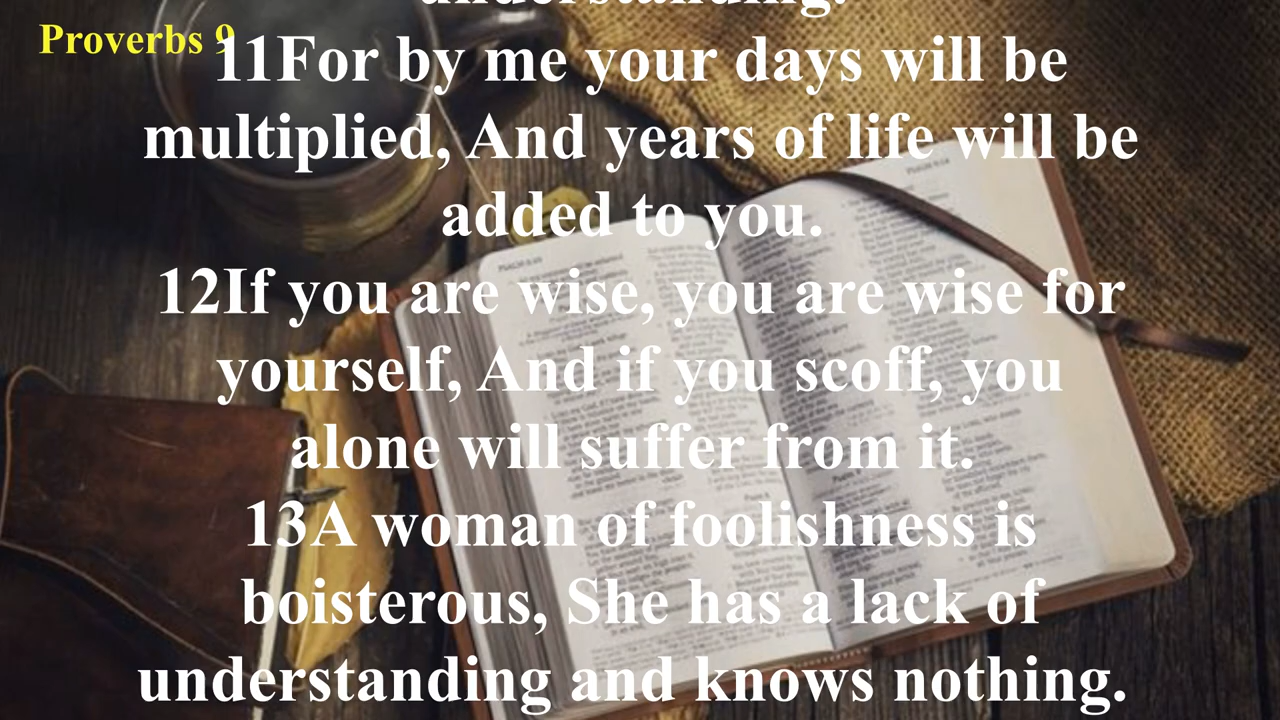 understanding.
Proverbs 9
11For by me your days will be
multiplied, And years of life will be
added to you.
12If you are wise, you are wise for
yourself, And if you scoff, you
alone will suffer from it.
13A woman of foolishness is
boisterous, She has a lack of
understanding and knows nothing.